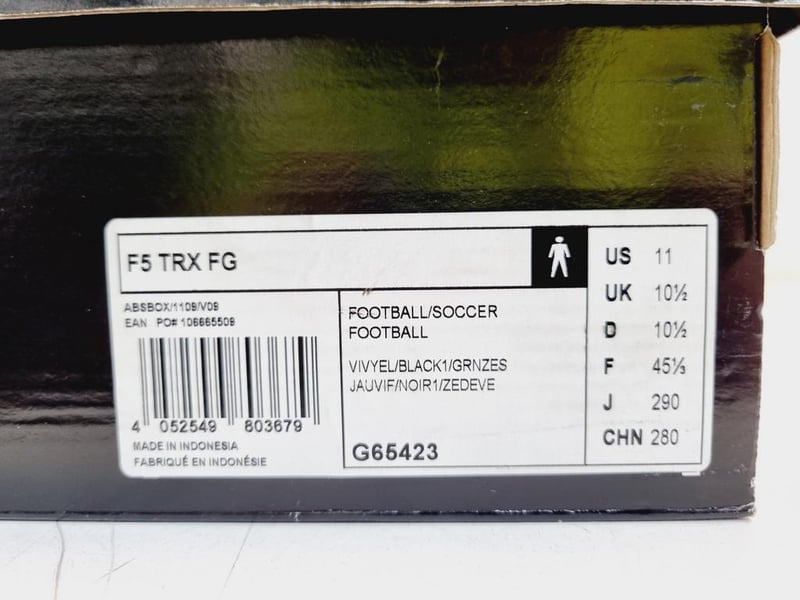 F5 TRX FG
ABSBOX/1109/V09
EAN PO# 106665509
4 052549 803679
MADE IN INDONESIA
FABRIQUÉ EN INDONÉSIE
FOOTBALL/SOCCER
FOOTBALL
VIVYEL/BLACK1/GRNZES
JAUVIF/NOIR1/ZEDEVE
G65423
US 11
UK 10½
D 10½
F 45⅓
J 290
CHN 280